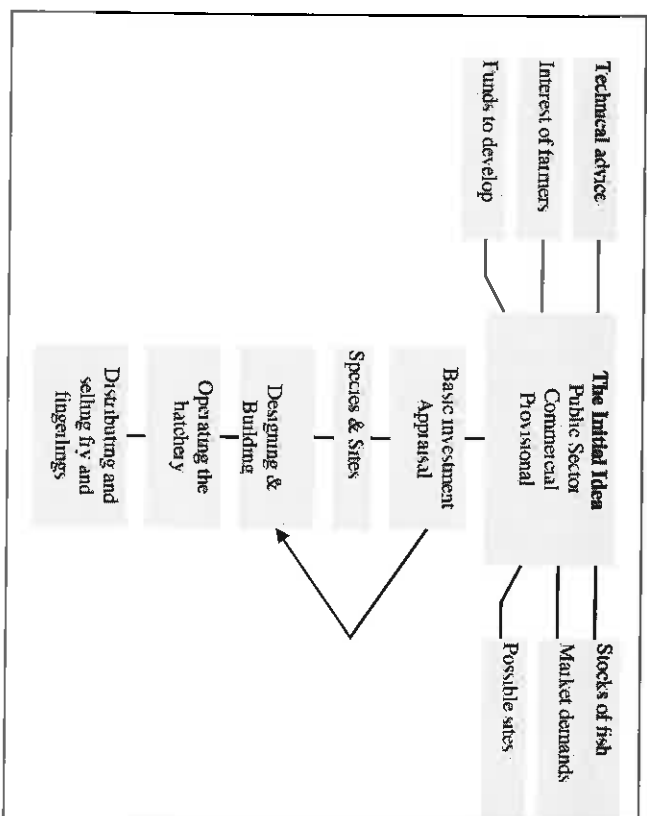 Technical advice
Interest of farmers
Funds to develop
The Initial Idea
Public Sector
Commercial
Provisional
Stocks of fish
Market demands
Possible sites
Basic investment
Appraisal
Species & Sites
Designing &
Building
Operating the
hatchery
Distributing and
selling fry and
fingerlings